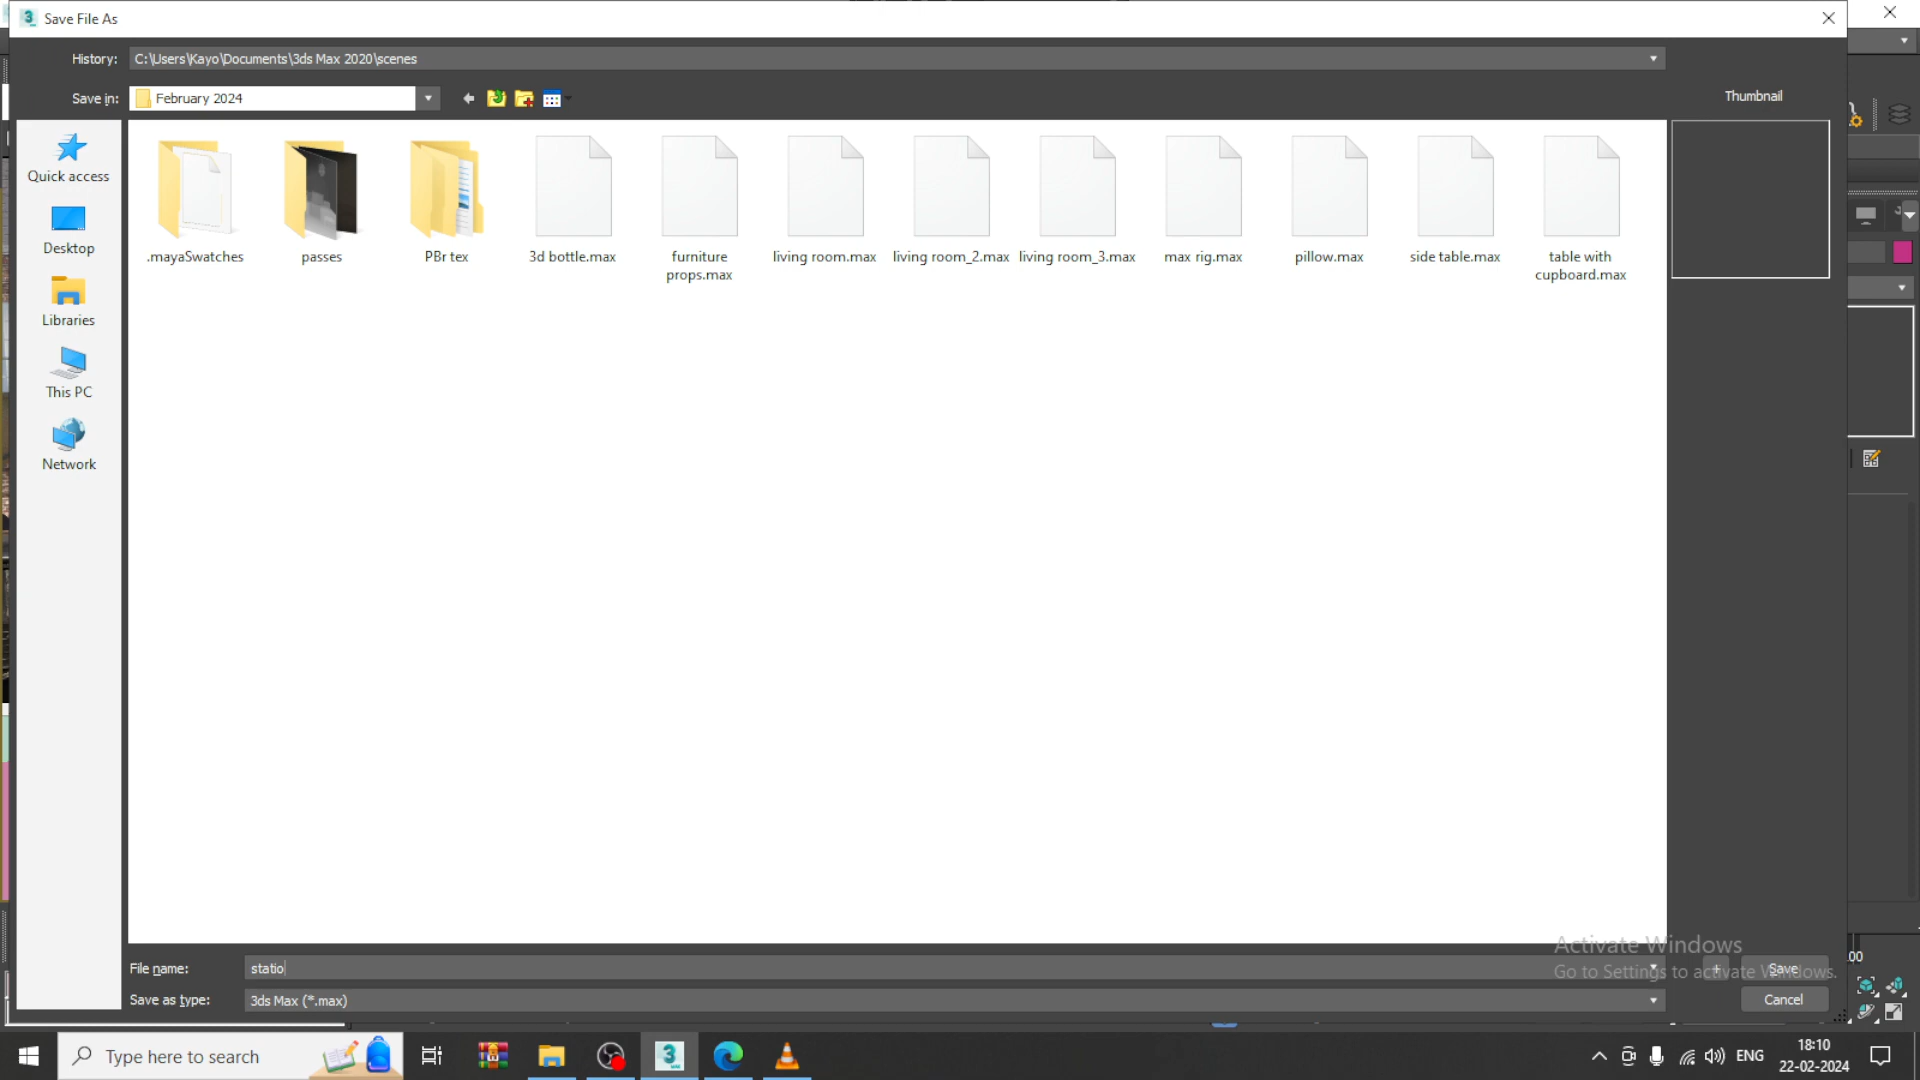 Save File As
History: C:\Users\Kayo\Documents\3ds Max 2020\scenes
Save in: February 2024
Thumbnail
Quick access
Desktop
Libraries
This PC
Network
.mayaSwatches
passes
PBr tex
3d bottle.max
furniture
props.max
living room.max
living room_2.max
living room_3.max
max rig.max
pillow.max
side table.max
table with
cupboard.max
File name: statio
Save as type: 3ds Max (*.max)
+
Save
Cancel
Activate Windows
Go to Settings to activate Windows.
00
Type here to search
ENG
18:10
22-02-2024